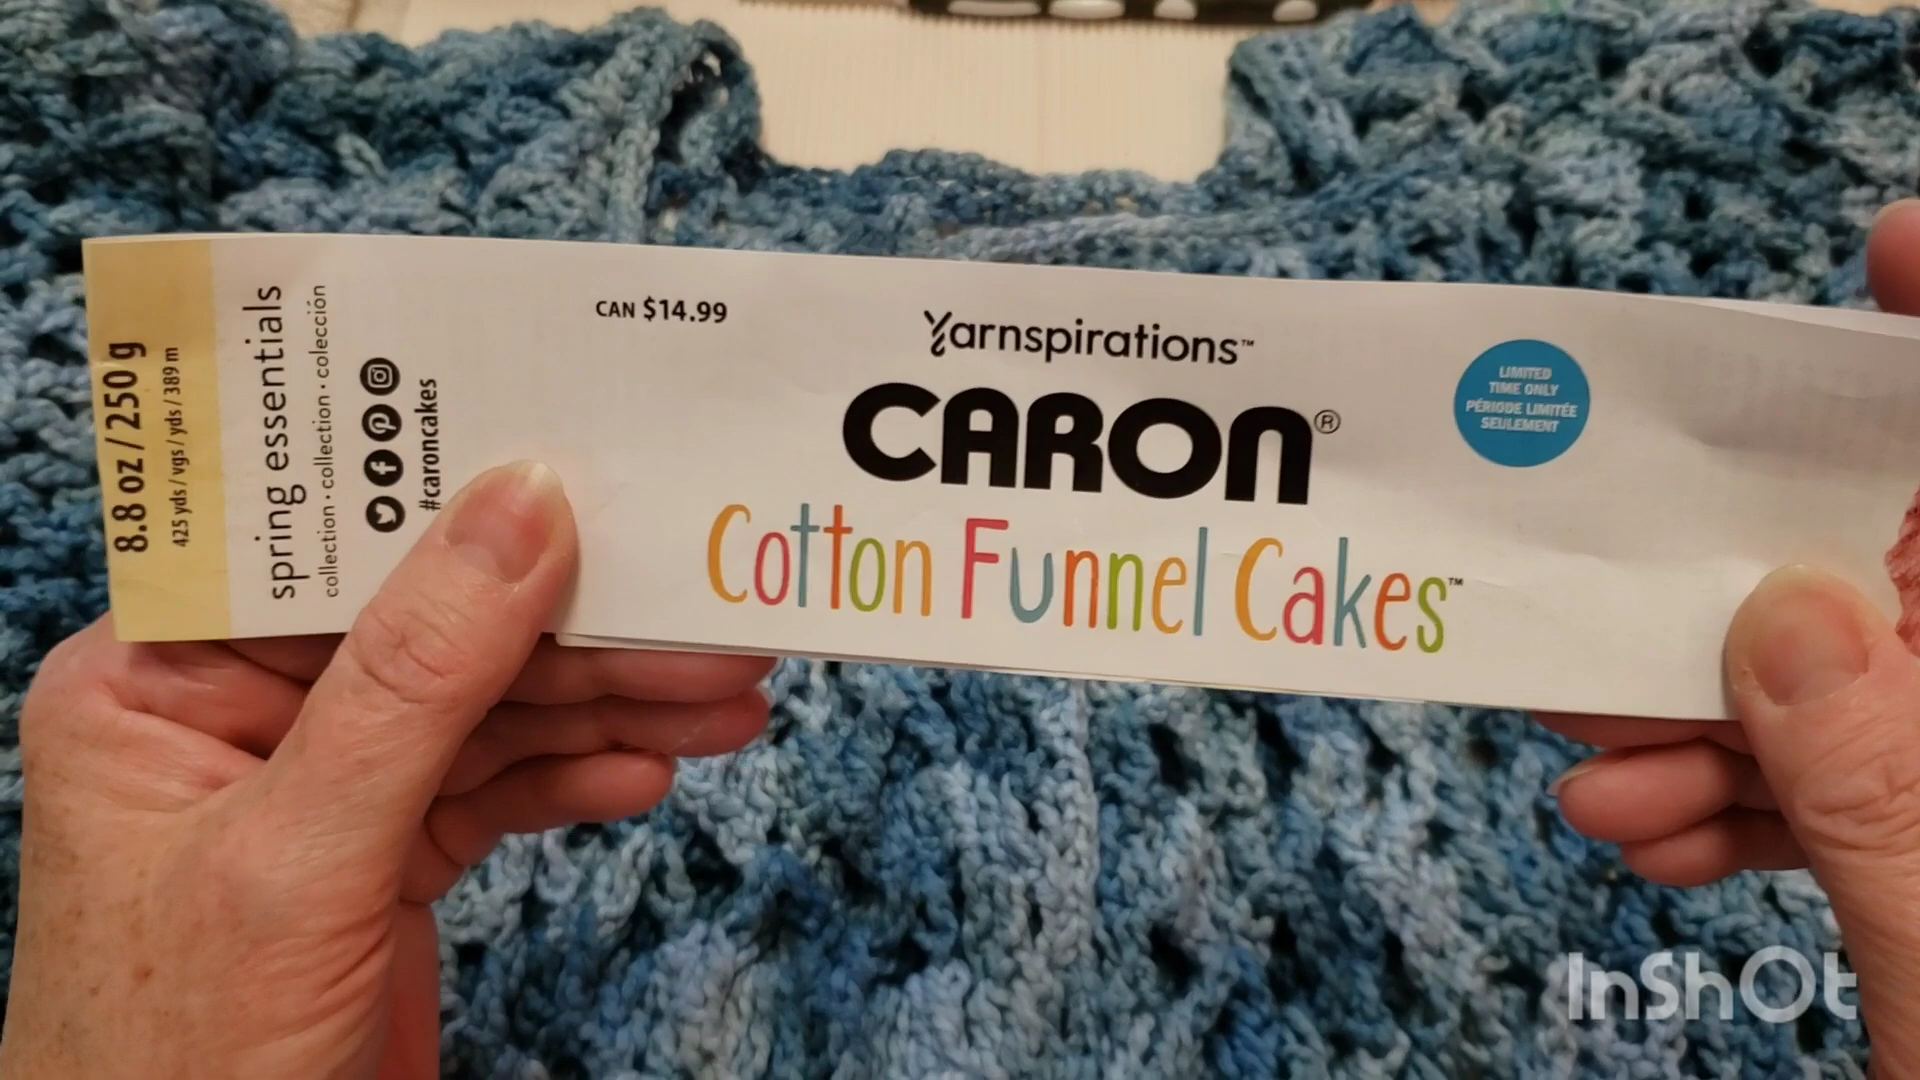 8.8 oz / 250 g
425 yds / vgs / yds / 389 m
spring essentials
collection • collection • colección
#caroncakes
CAN $14.99
Yarnspirations™
CARON®
Cotton Funnel Cakes™
LIMITED
TIME ONLY
PÉRIODE LIMITÉE
SEULEMENT
InShOt